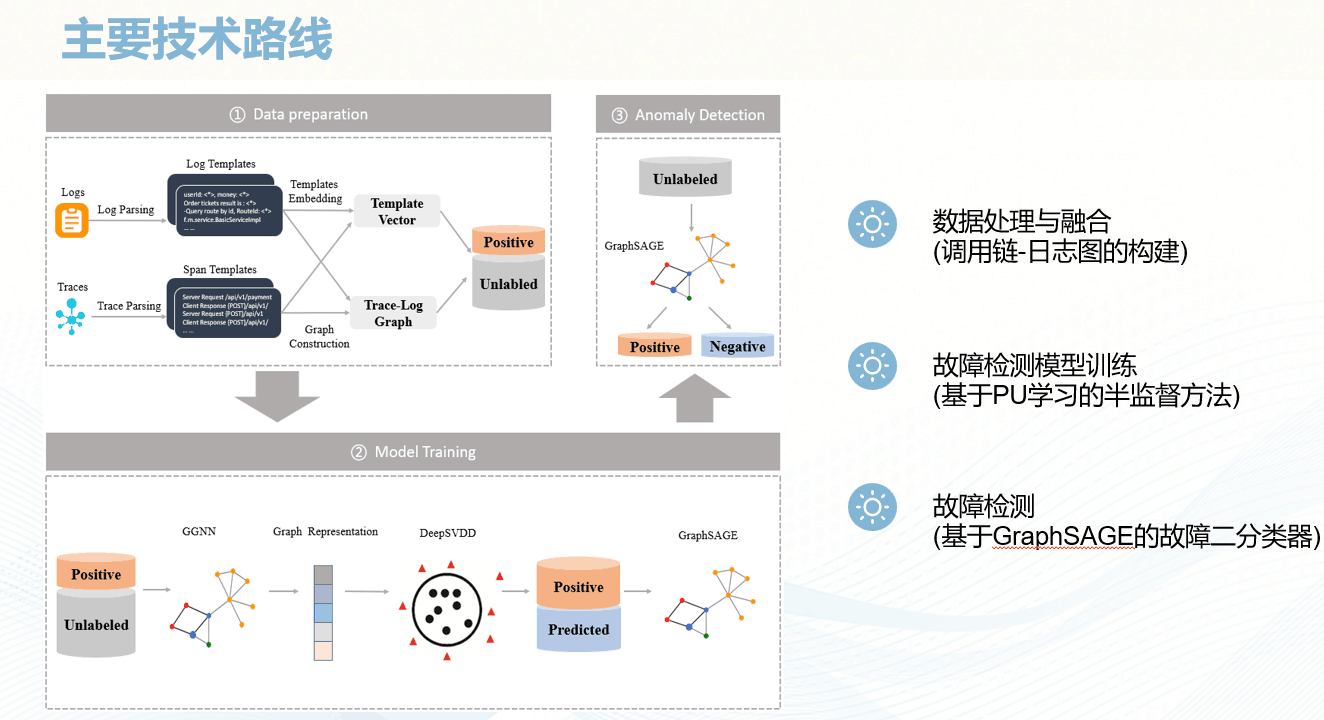 主要技术路线
① Data preparation
Logs
Log Parsing
Log Templates
userId: <*>, money: <*>
Order tickets result is : <*>
-Query route by id, RouteId: <*>
f.m.service.BasicServiceImpl
... ...
Templates
Embedding
Template
Vector
Traces
Trace Parsing
Span Templates
Server Request /api/v1/payment
Client Response [POST]/api/v1/
Server Request [POST]/api/v1
Client Response [POST]/api/v1/
... ...
Graph
Construction
Trace-Log
Graph
Positive
Unlabled
③ Anomaly Detection
Unlabeled
GraphSAGE
Positive
Negative
② Model Training
Positive
Unlabeled
GGNN
Graph Representation
DeepSVDD
Positive
Predicted
GraphSAGE
数据处理与融合
(调用链-日志图的构建)
故障检测模型训练
(基于PU学习的半监督方法)
故障检测
(基于GraphSAGE的故障二分类器)